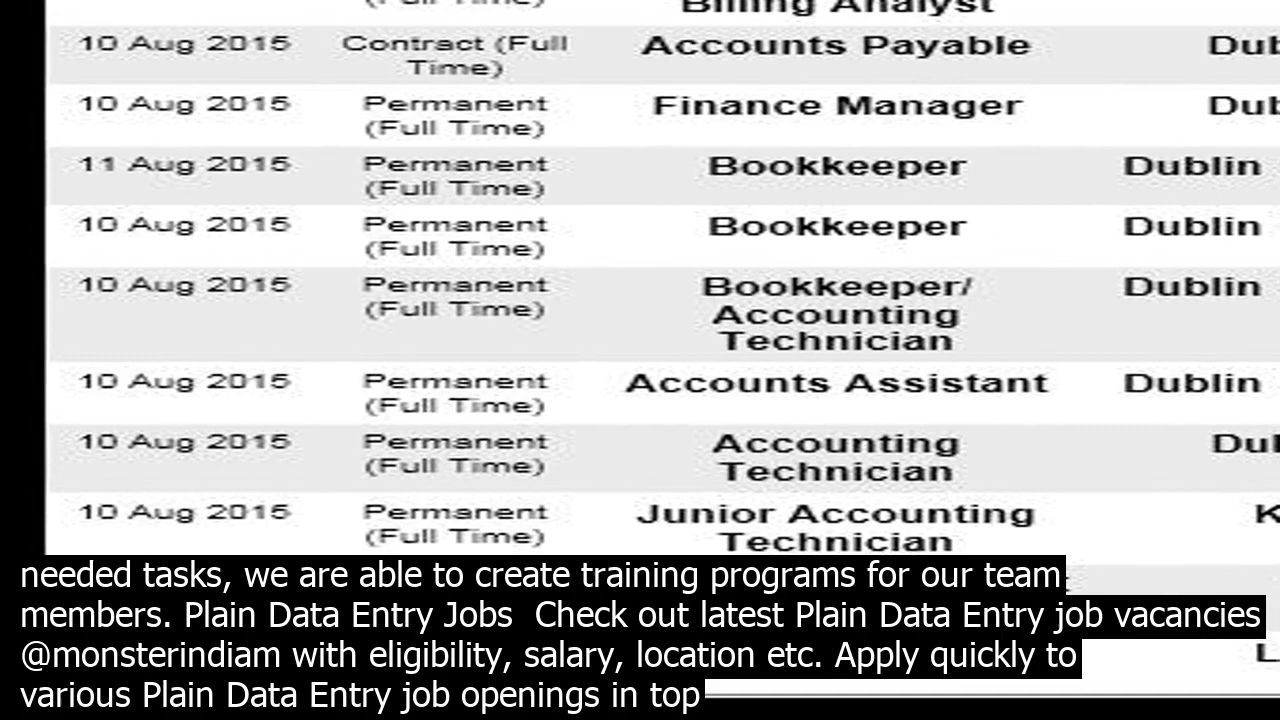 (Full Time) Billing Analyst
10 Aug 2015 Contract (Full Accounts Payable
Time)
10 Aug 2015 Permanent Finance Manager
(Full Time)
11 Aug 2015 Permanent Bookkeeper Dublin
(Full Time)
10 Aug 2015 Permanent Bookkeeper Dublin
(Full Time)
10 Aug 2015 Permanent Bookkeeper/ Dublin
(Full Time) Accounting
Technician
10 Aug 2015 Permanent Accounts Assistant Dublin
(Full Time)
10 Aug 2015 Permanent Accounting
(Full Time) Technician
10 Aug 2015 Permanent Junior Accounting
(Full Time) Technician
needed tasks, we are able to create training programs for our team
members. Plain Data Entry Jobs  Check out latest Plain Data Entry job vacancies
@monsterindiam with eligibility, salary, location etc. Apply quickly to
various Plain Data Entry job openings in top